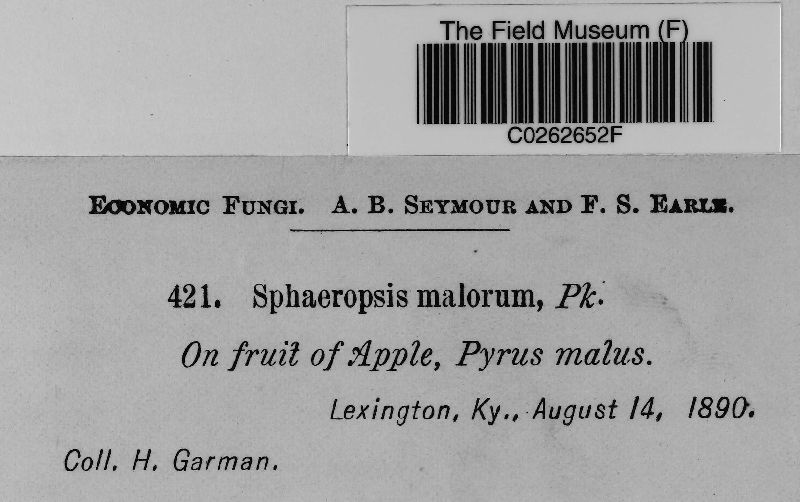 The Field Museum (F)
C0262652F
Economic Fungi. A. B. Seymour and F. S. Earle.
421. Sphaeropsis malorum, Pk.
On fruit of Apple, Pyrus malus.
Lexington, Ky., August 14, 1890.
Coll. H. Garman.